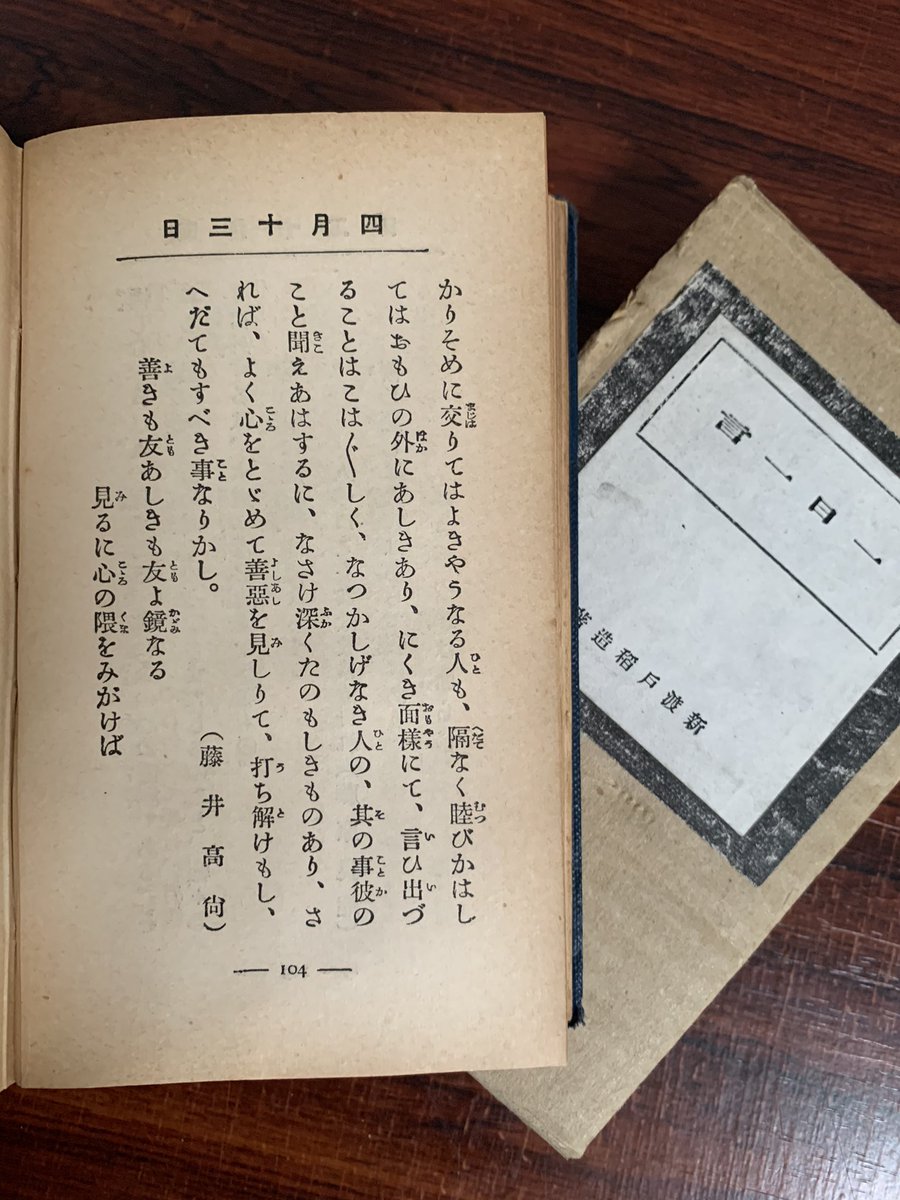 四月十三日
かりそめに交りてはよきやうなる人も、隔なく睦びかはし
てはおもひの外にあしきあり、にくき面様にて、言ひ出づ
ることはこはぐしく、なつかしげなき人の、其の事彼の
こと聞えあはするに、なさけ深くたのもしきものあり、さ
れば、よく心をとゞめて善惡を見しりて、打ち解けもし、
へだてもすべき事なりかし。
(藤井高尙)
善きも友あしきも友よ鏡なる
見るに心の隈をみがけば
104
一日一言
新渡戸稻造著